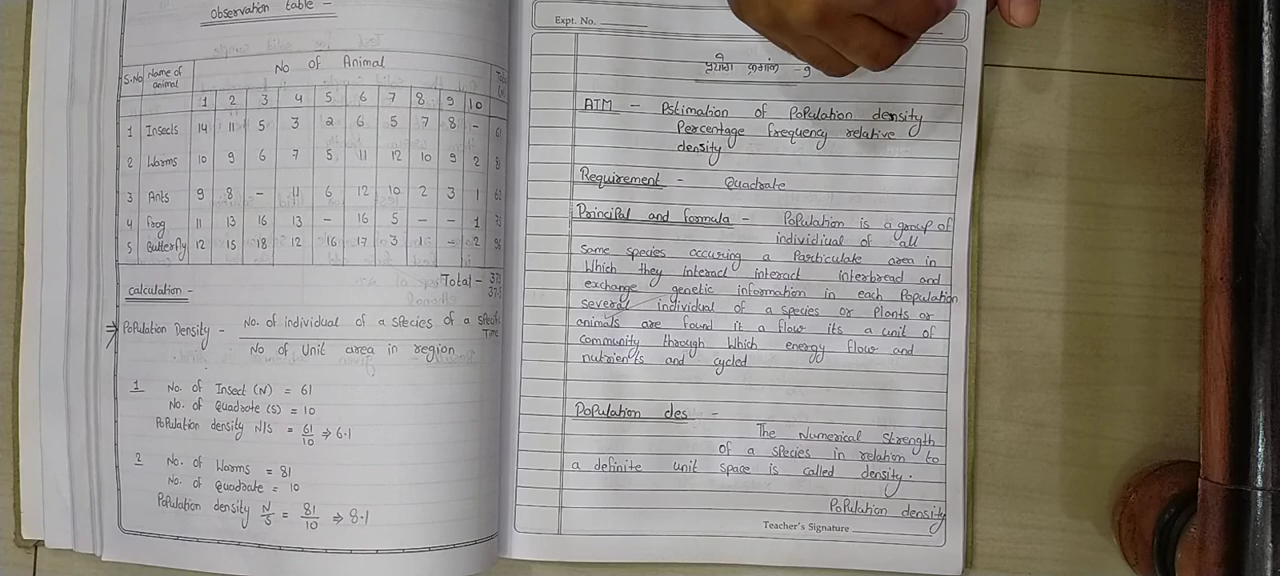 Observation table -
S.No Name of animal No of Animal
1 2 3 4 5 6 7 8 9 10
1 Insects 14 11 5 3 2 6 5 7 8 - 61
2 Worms 10 9 6 7 5 11 12 10 9 2
3 Ants 9 8 - 11 6 12 10 2 3 1
4 frog 11 13 16 13 - 16 5 - - 1
5 Butterfly 12 15 18 12 16 17 3 1 - 2
Total -
Calculation -
⇒ Population Density - No. of individual of a species of a specific Time
No of Unit area in region
1 No. of Insect (N) = 61
No. of Quadrate (S) = 10
Population density N/S = 61/10 ⇒ 6.1
2 No. of Worms = 81
No. of Quadrate = 10
Population density N/S = 81/10 ⇒ 8.1
Expt. No.
प्रयोग क्रमांक - 9
AIM - Pstimation of Population density
Percentage frequency relative
density
Requirement - Quadrate
Principal and formula - Population is a group of
individiual of all
Same species occuring a Particulate area in
Which they interact interact interbread and
exchange genetic information in each Population
several individual of a species or Plants or
animals are found it a flow its a unit of
community through Which energy flow and
nutrients and cycled
Population des -
The Numerical Strength
of a species in relation to
a definite unit space is called density.
Population density
Teacher's Signature